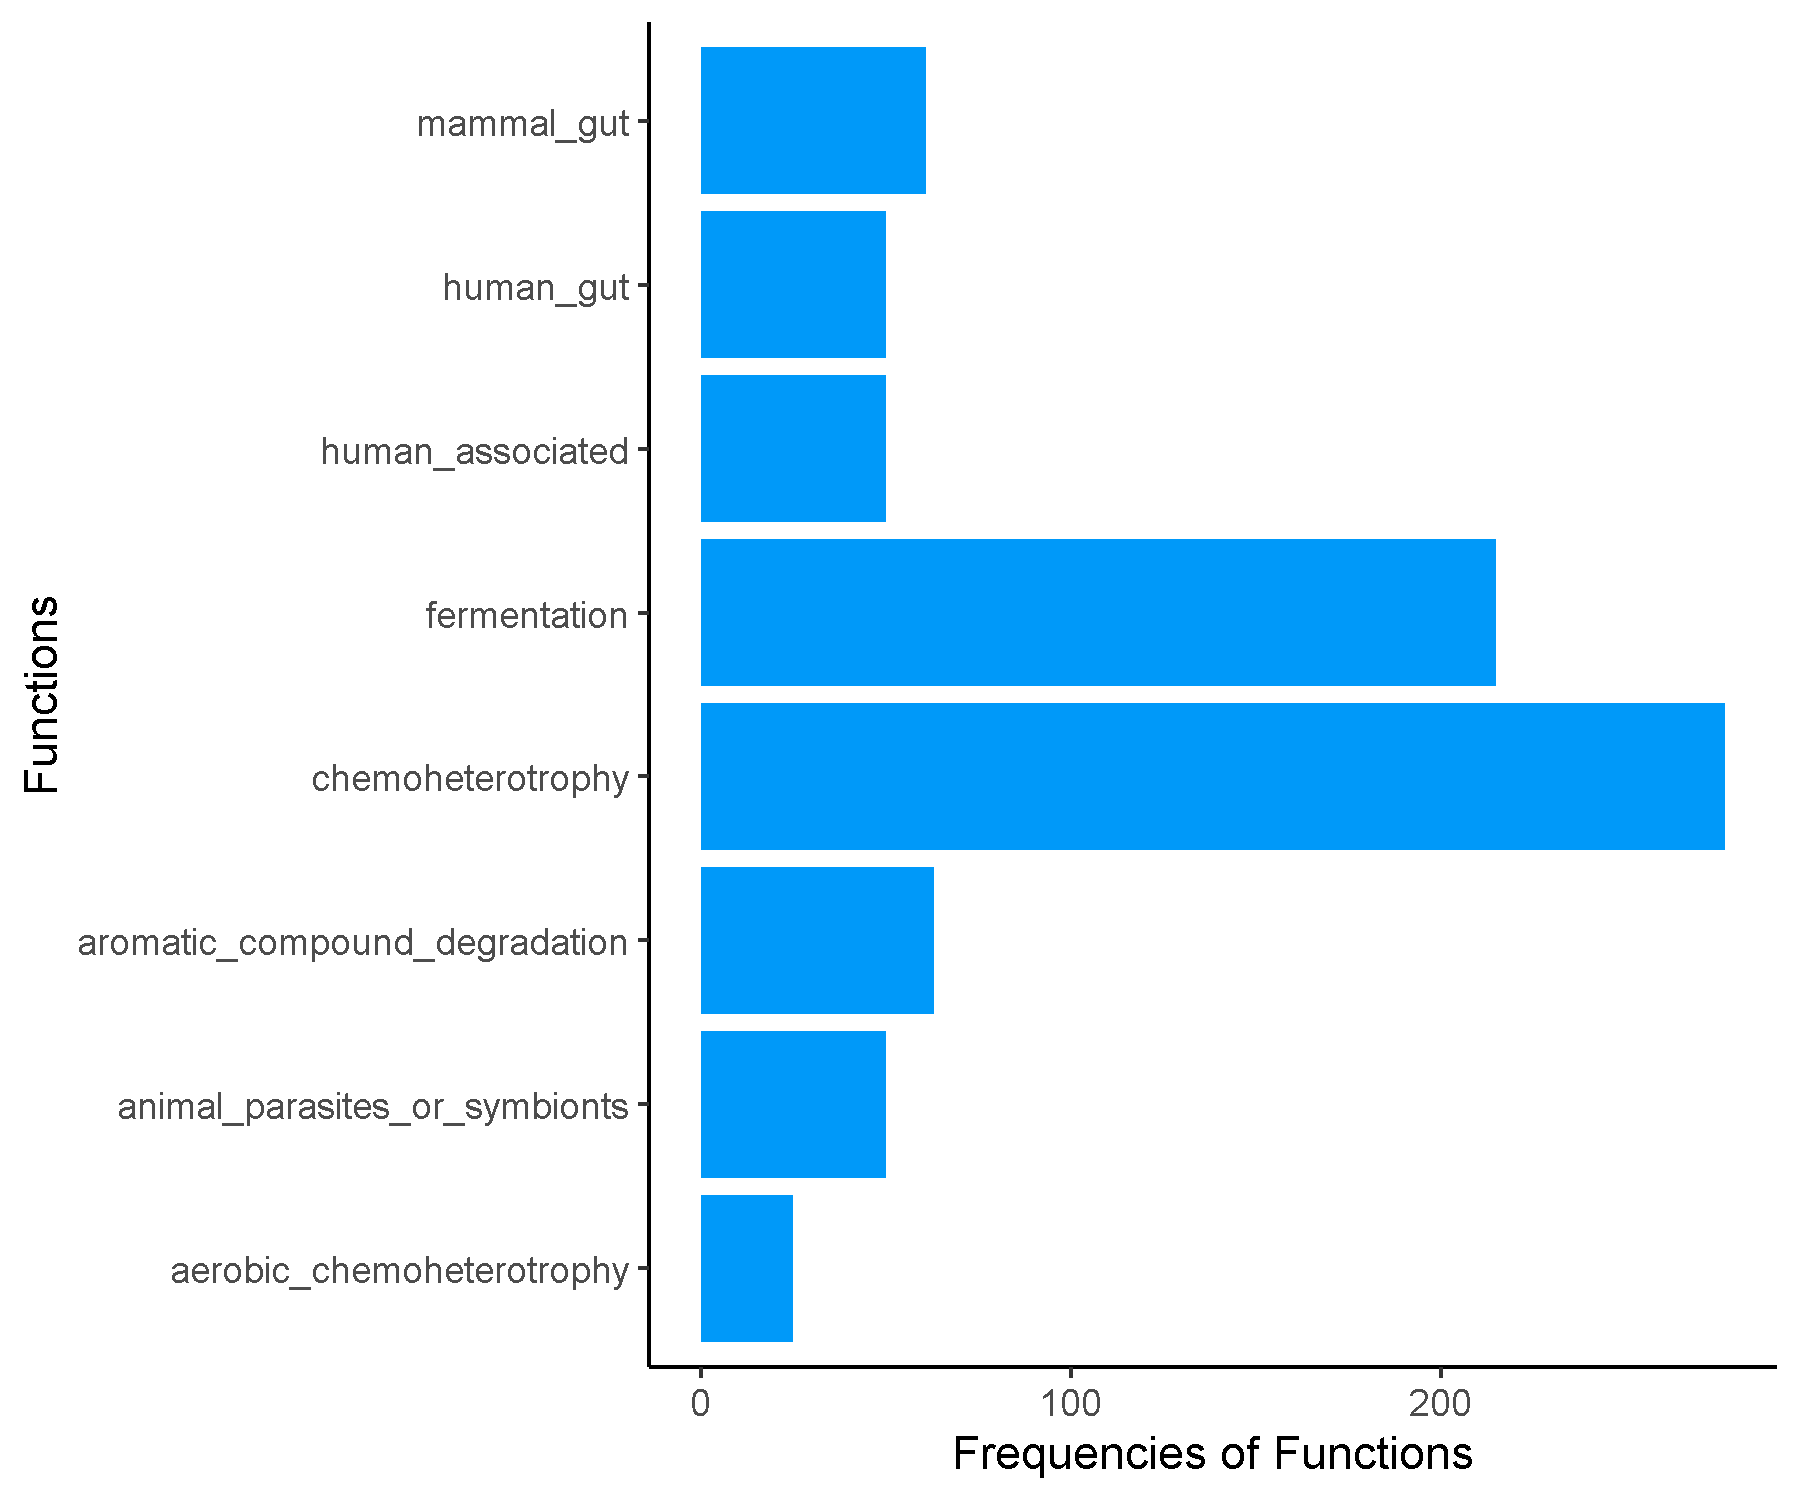 mammal_gut
human_gut
human_associated
fermentation
chemoheterotrophy
aromatic_compound_degradation
animal_parasites_or_symbionts
aerobic_chemoheterotrophy
Functions
0 100 200
Frequencies of Functions